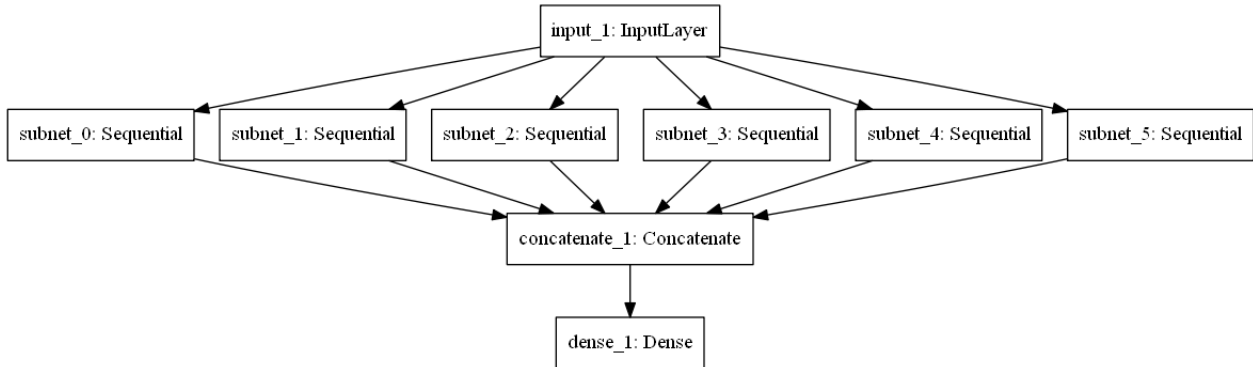 input_1: InputLayer
subnet_0: Sequential
subnet_1: Sequential
subnet_2: Sequential
subnet_3: Sequential
subnet_4: Sequential
subnet_5: Sequential
concatenate_1: Concatenate
dense_1: Dense